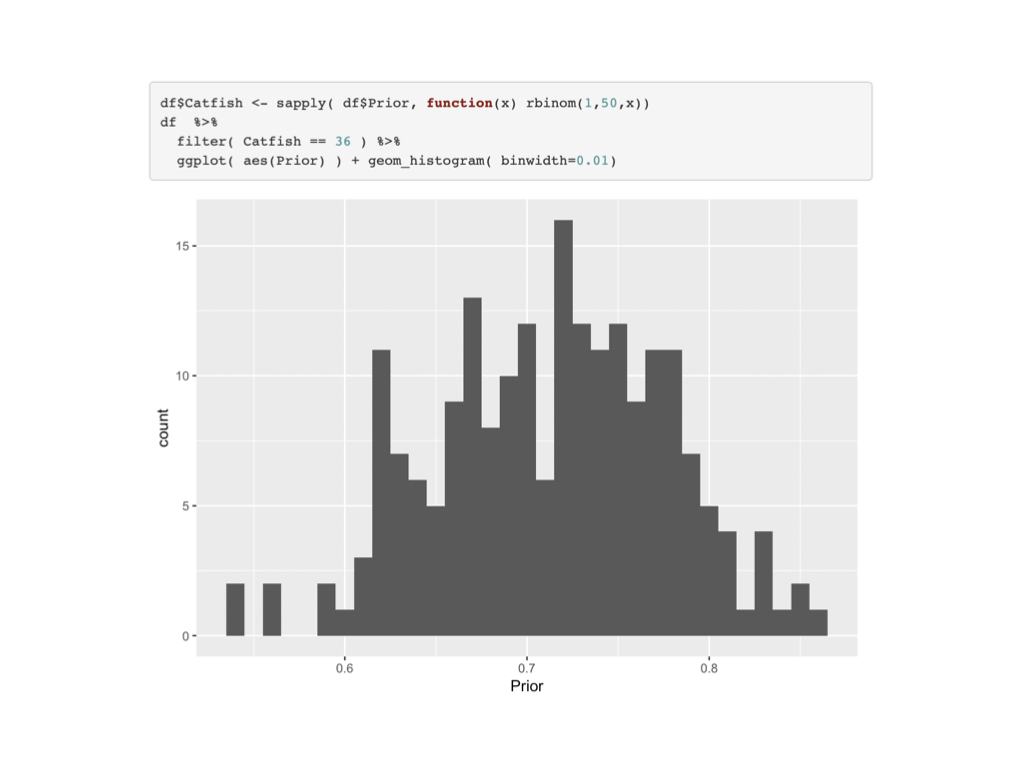 df$Catfish <- sapply( df$Prior, function(x) rbinom(1,50,x))
df  %>%
  filter( Catfish == 36 ) %>%
  ggplot( aes(Prior) ) + geom_histogram( binwidth=0.01)
15
10
count
5
0
0.6 0.7 0.8
Prior